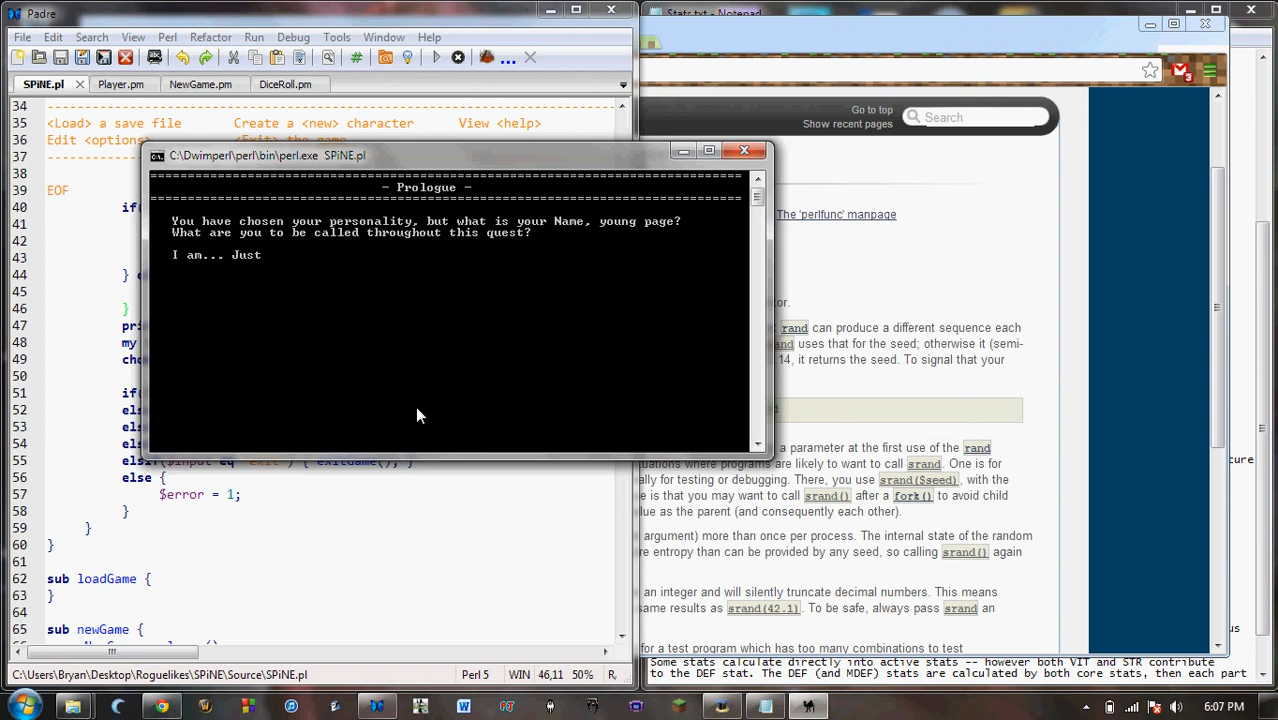 Padre
Stats.txt - Notepad
File Edit Search View Perl Refactor Run Debug Tools Window Help
SPiNE.pl Player.pm NewGame.pm DiceRoll.pm
34 ------------------------------------------------------------
35 <Load> a save file Create a <new> character View <help>
36 Edit <options> <Exit> the game
37
38
39 EOF
40 if(
41
42
43
44 } e
45
46 }
47 pri
48 my
49 cho
50
51 if(
52 els
53 els
54 els
55 elsif($input eq 'exit') { exitGame(); }
56 else {
57 $error = 1;
58 }
59 }
60 }
61
62 sub loadGame {
63 }
64
65 sub newGame {
C:\Users\Bryan\Desktop\Roguelikes\SPiNE\Source\SPiNE.pl Perl 5 WIN 46,11 50% R
C:\Dwimperl\perl\bin\perl.exe SPiNE.pl
- Prologue -
You have chosen your personality, but what is your Name, young page?
What are you to be called throughout this quest?
I am... Just
3
Go to top
Show recent pages
Search
The 'perlfunc' manpage
or.
rand can produce a different sequence each
and uses that for the seed; otherwise it (semi-
14, it returns the seed. To signal that your
d
a parameter at the first use of the rand
uations where programs are likely to want to call srand. One is for
ally for testing or debugging. There, you use srand($seed), with the
e is that you may want to call srand() after a fork() to avoid child
lue as the parent (and consequently each other).
argument) more than once per process. The internal state of the random
re entropy than can be provided by any seed, so calling srand() again
an integer and will silently truncate decimal numbers. This means
same results as srand(42.1). To be safe, always pass srand an
for a test program which has too many combinations to test
cture
us
Some stats calculate directly into active stats -- however both VIT and STR contribute
to the DEF stat. The DEF (and MDEF) stats are calculated by both core stats, then each part
6:07 PM